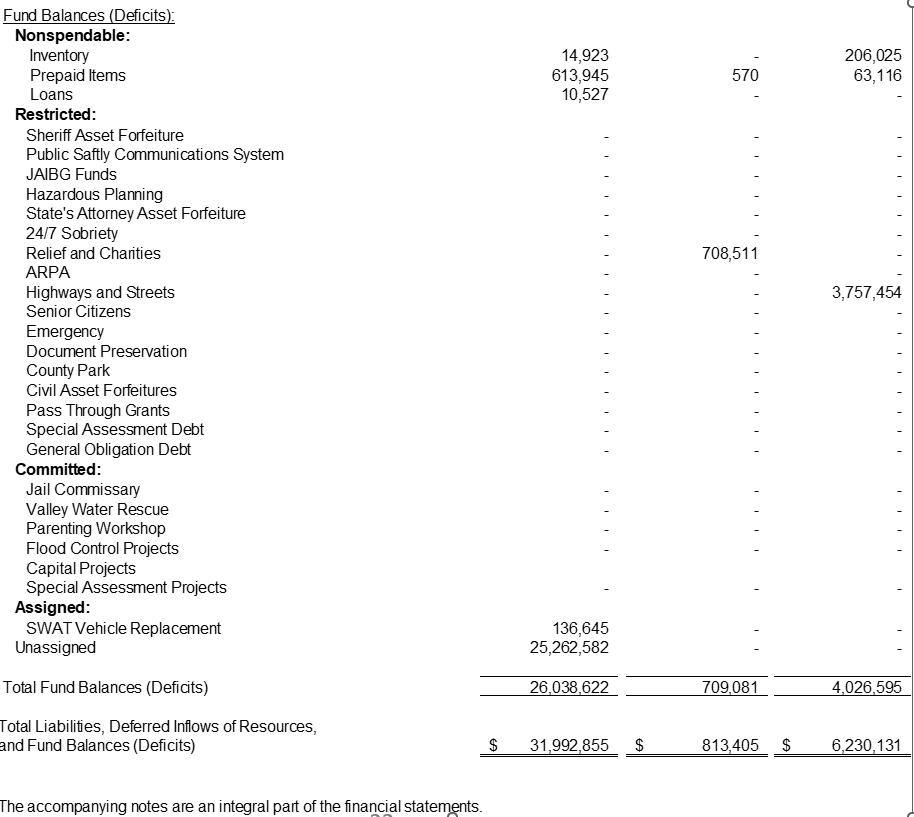 Fund Balances (Deficits):
Nonspendable:
Inventory 14,923 - 206,025
Prepaid Items 613,945 570 63,116
Loans 10,527 - -
Restricted:
Sheriff Asset Forfeiture - - -
Public Saftly Communications System - - -
JAIBG Funds - - -
Hazardous Planning - - -
State's Attorney Asset Forfeiture - - -
24/7 Sobriety - - -
Relief and Charities - 708,511 -
ARPA - - -
Highways and Streets - - 3,757,454
Senior Citizens - - -
Emergency - - -
Document Preservation - - -
County Park - - -
Civil Asset Forfeitures - - -
Pass Through Grants - - -
Special Assessment Debt - - -
General Obligation Debt - - -
Committed:
Jail Commissary - - -
Valley Water Rescue - - -
Parenting Workshop - - -
Flood Control Projects - - -
Capital Projects
Special Assessment Projects - - -
Assigned:
SWAT Vehicle Replacement 136,645 - -
Unassigned 25,262,582 - -
Total Fund Balances (Deficits) 26,038,622 709,081 4,026,595
Total Liabilities, Deferred Inflows of Resources,
and Fund Balances (Deficits) $ 31,992,855 $ 813,405 $ 6,230,131
The accompanying notes are an integral part of the financial statements.